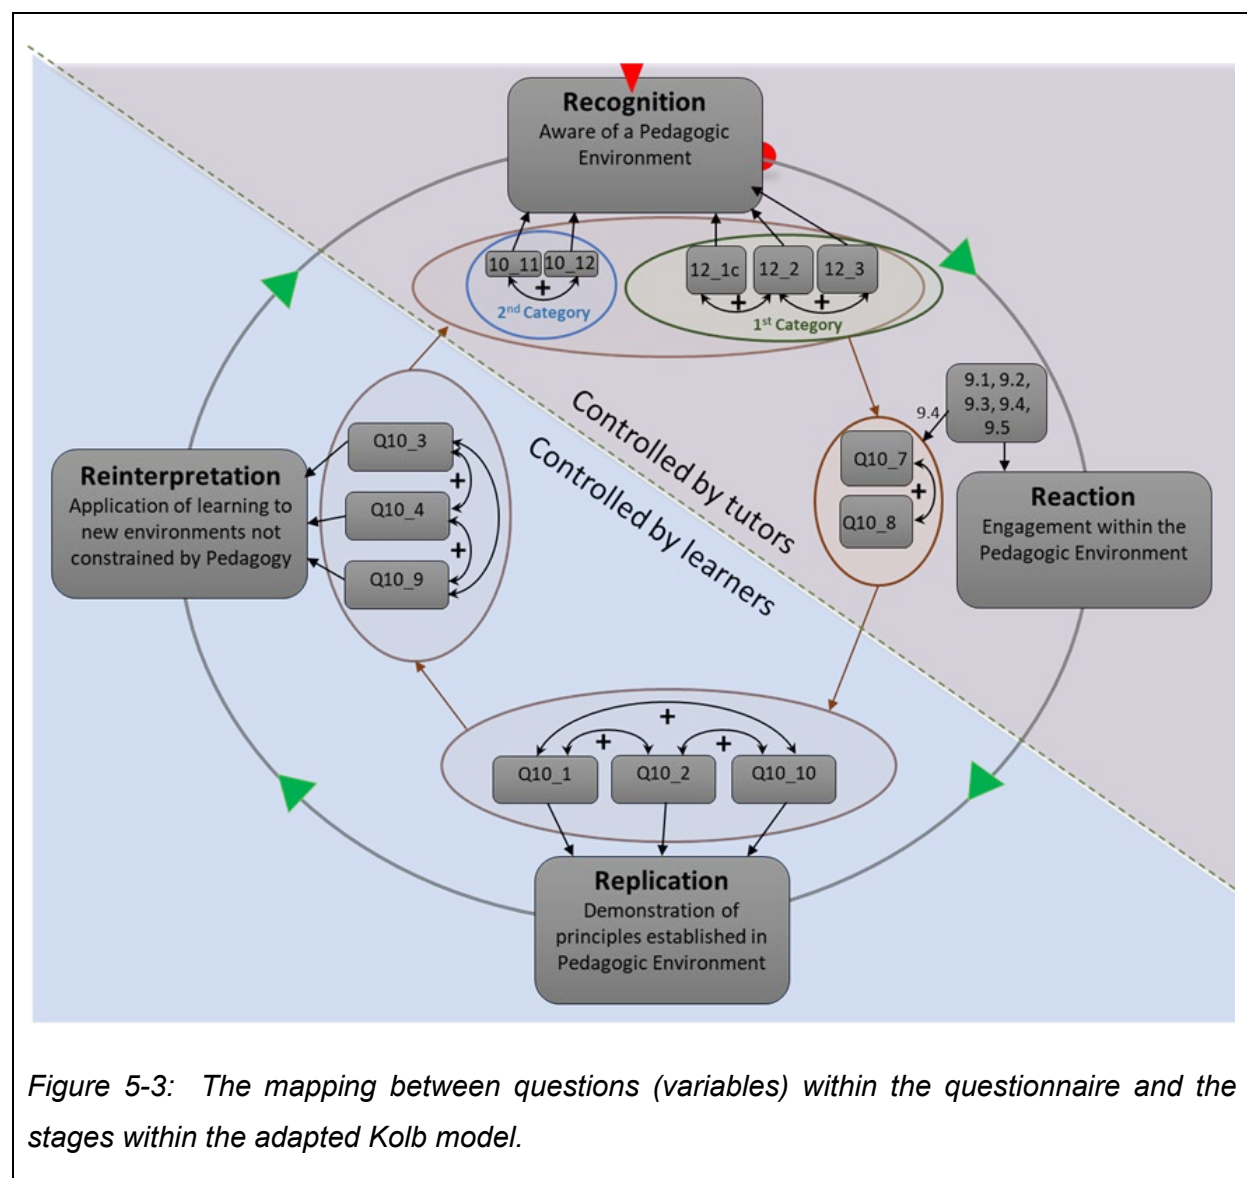 Recognition
Aware of a Pedagogic
Environment
10_11
10_12
+
2nd Category
12_1c
12_2
12_3
+
+
1st Category
9.1, 9.2,
9.3, 9.4,
9.5
9.4
Q10_7
+
Q10_8
Reaction
Engagement within the
Pedagogic Environment
Controlled by tutors
Controlled by learners
Q10_3
+
Q10_4
+
Q10_9
Reinterpretation
Application of learning to
new environments not
constrained by Pedagogy
+
+
+
Q10_1
Q10_2
Q10_10
Replication
Demonstration of
principles established in
Pedagogic Environment
Figure 5-3: The mapping between questions (variables) within the questionnaire and the
stages within the adapted Kolb model.